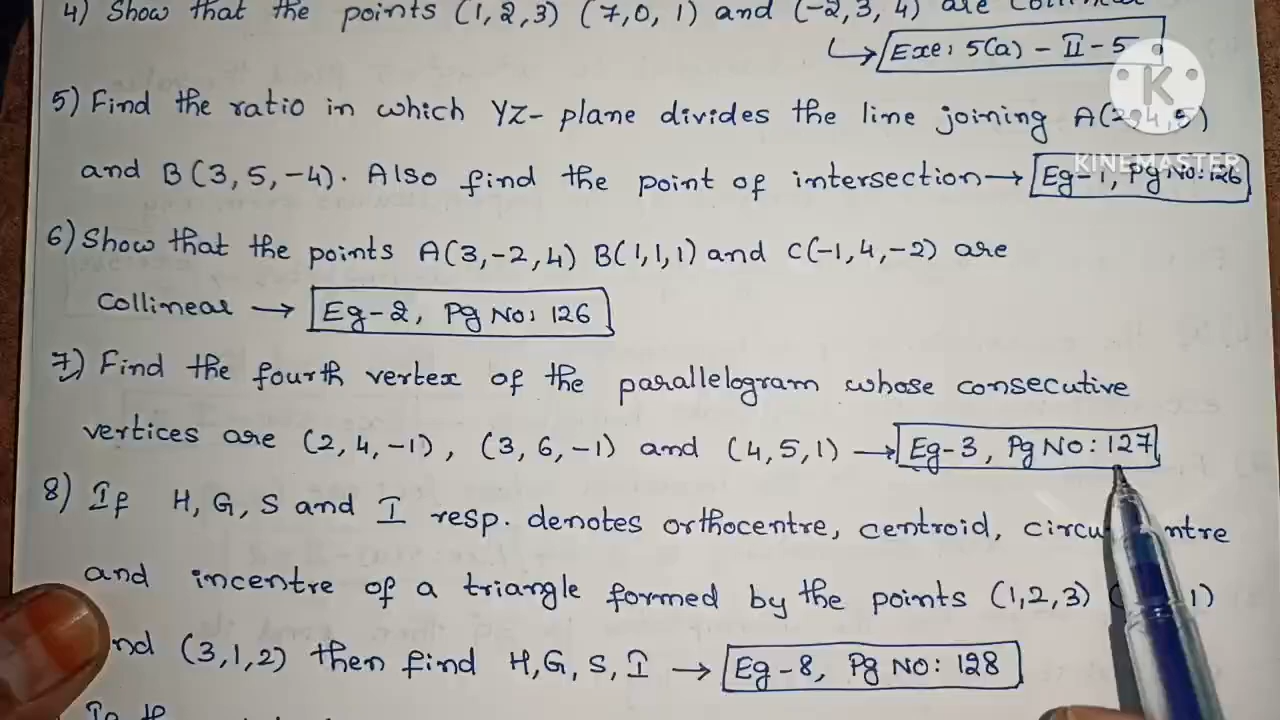 4) Show that the points (1,2,3) (7,0,1) and (-2,3,4) are
↳ Exe: 5(a) - II - 5
5) Find the ratio in which YZ- plane divides the line joining A(2,4,5)
and B(3,5,-4). Also find the point of intersection → Eg-1, Pg No: 126
6) Show that the points A(3,-2,4) B(1,1,1) and C(-1,4,-2) are
Collinear → Eg-2, Pg No: 126
7) Find the fourth vertex of the parallelogram whose consecutive
vertices are (2,4,-1), (3,6,-1) and (4,5,1) → Eg-3, Pg No: 127
8) If H, G, S and I resp. denotes orthocentre, centroid,
and incentre of a triangle formed by the points (1,2,3) 1)
(3,1,2) then find H,G,S,I → Eg-8, Pg No: 128
K
KINEMASTER